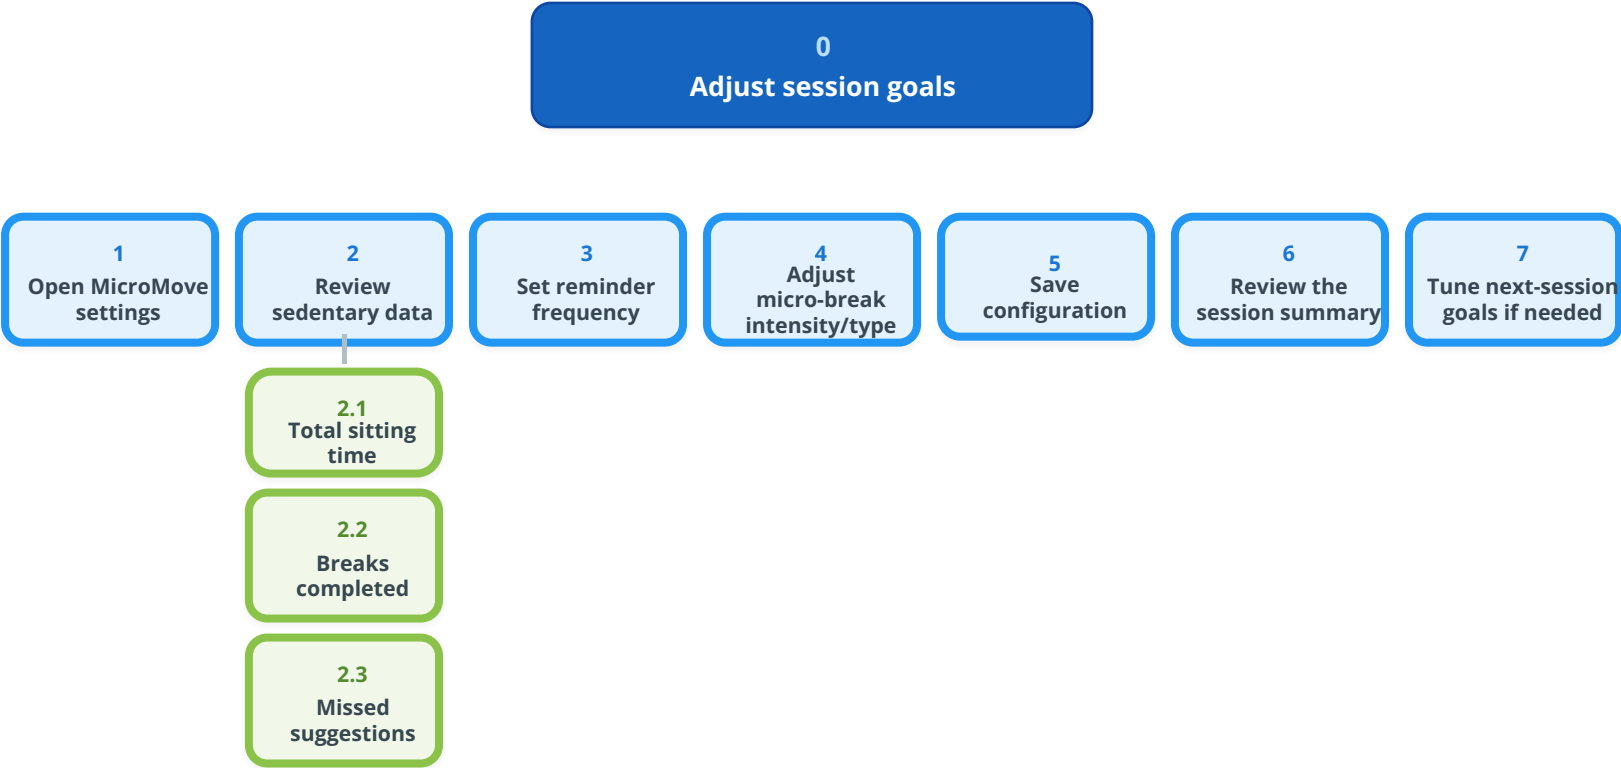 0
Adjust session goals
1
Open MicroMove
settings
2
Review
sedentary data
3
Set reminder
frequency
4
Adjust
micro-break
intensity/type
5
Save
configuration
6
Review the
session summary
7
Tune next-session
goals if needed
2.1
Total sitting
time
2.2
Breaks
completed
2.3
Missed
suggestions